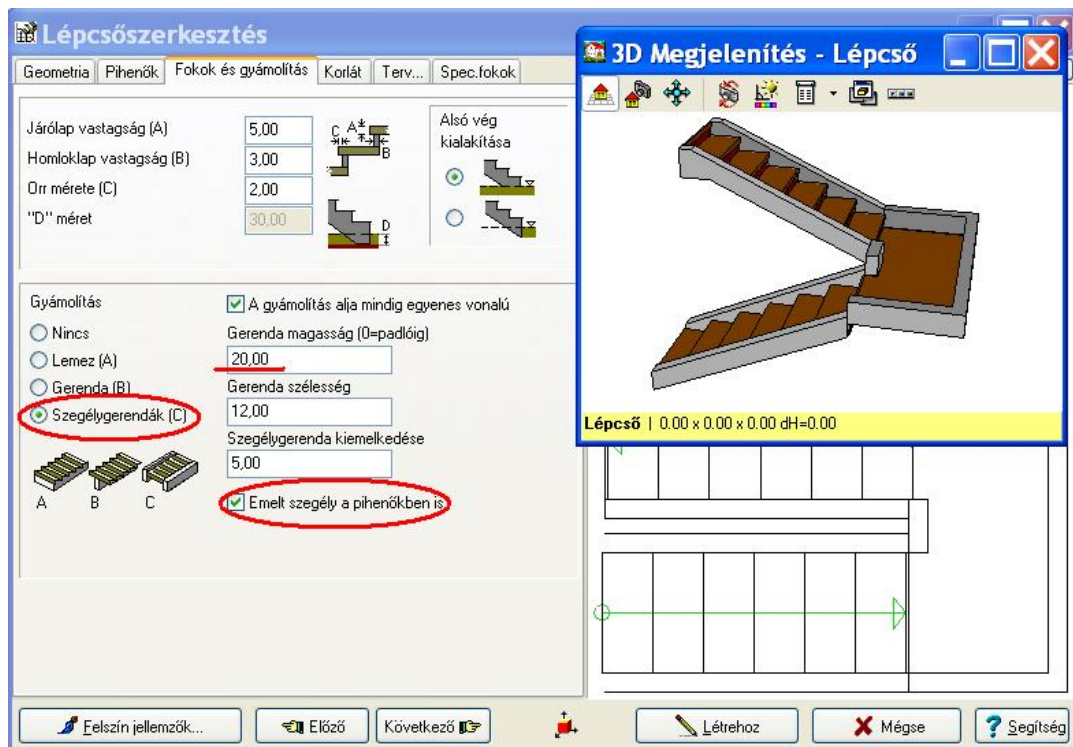 Lépcsőszerkesztés
Geometria Pihenők Fokok és gyámolítás Korlát Terv... Spec.fokok
Járólap vastagság (A) 5,00
Homloklap vastagság (B) 3,00
Orr mérete (C) 2,00
"D" méret 30,00
C A B
D
Alsó vég
kialakítása
Gyámolítás
Nincs
Lemez (A)
Gerenda (B)
Szegélygerendák (C)
A B C
A gyámolítás alja mindig egyenes vonalú
Gerenda magasság (0=padlóig)
20,00
Gerenda szélesség
12,00
Szegélygerenda kiemelkedése
5,00
Emelt szegély a pihenőkben is
3D Megjelenítés - Lépcső
Lépcső | 0.00 x 0.00 x 0.00 dH=0.00
Felszín jellemzők... Előző Következő Létrehoz Mégse Segítség